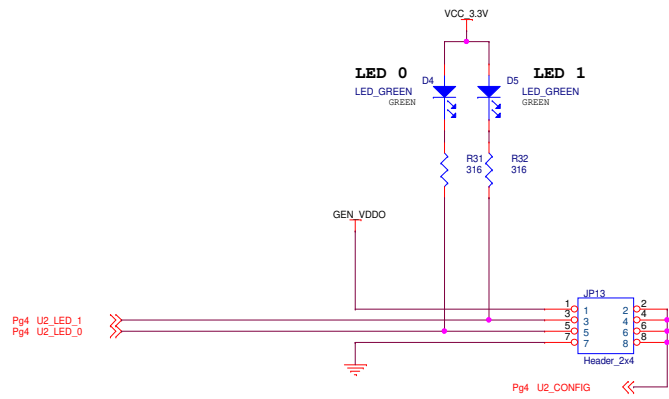 VCC_3.3V
LED 0
D4
D5
LED 1
LED_GREEN
LED_GREEN
GREEN
GREEN
R31
R32
316
316
GEN_VDDO
JP13
1
1
2
2
Pg4 U2_LED_1
3
3
4
4
Pg4 U2_LED_0
5
5
6
6
7
7
8
8
Header_2x4
Pg4 U2_CONFIG